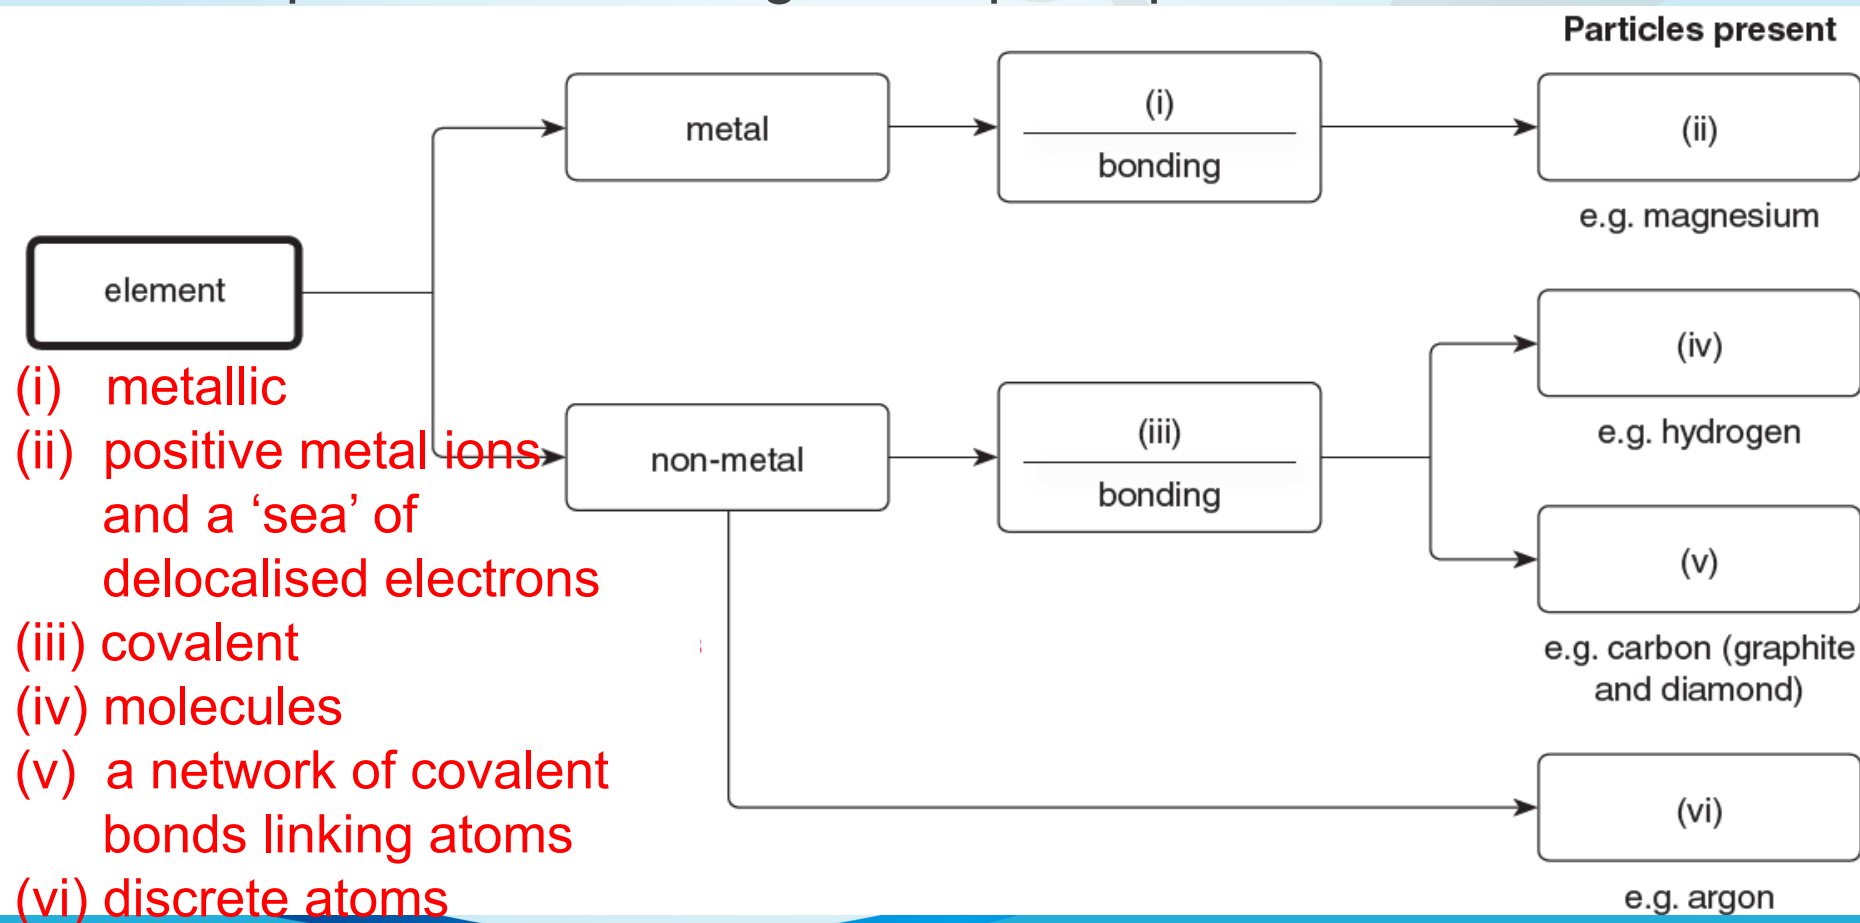 Particles present
metal
(i)
bonding
(ii)
e.g. magnesium
element
(iv)
e.g. hydrogen
non-metal
(iii)
bonding
(v)
e.g. carbon (graphite
and diamond)
(vi)
e.g. argon
(i) metallic
(ii) positive metal ions
and a ‘sea’ of
delocalised electrons
(iii) covalent
(iv) molecules
(v) a network of covalent
bonds linking atoms
(vi) discrete atoms